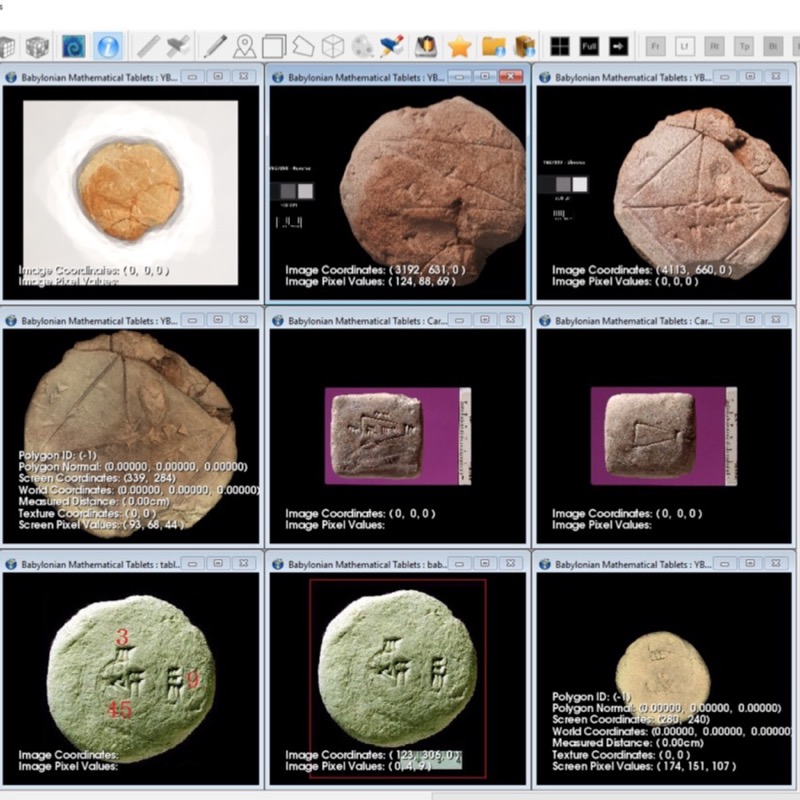 Full
Fr
Lf
Rt
Tp
Bt
Babylonian Mathematical Tablets : YB...
Image Coordinates: ( 0, 0, 0 )
Image Pixel Values:
Babylonian Mathematical Tablets : YB...
Image Coordinates: ( 3192, 631, 0 )
Image Pixel Values: ( 124, 88, 69 )
Babylonian Mathematical Tablets : YB...
Image Coordinates: ( 4113, 660, 0 )
Image Pixel Values: ( 0, 0, 0 )
Babylonian Mathematical Tablets : YB...
Polygon ID: (-1)
Polygon Normal: (0.00000, 0.00000, 0.00000)
Screen Coordinates: (339, 284)
World Coordinates: (0.00000, 0.00000, 0.00000)
Measured Distance: ( 0.00cm)
Texture Coordinates: ( 0, 0 )
Screen Pixel Values: ( 93, 68, 44 )
Babylonian Mathematical Tablets : Car...
Image Coordinates: ( 0, 0, 0 )
Image Pixel Values:
Babylonian Mathematical Tablets : Car...
Image Coordinates: ( 0, 0, 0 )
Image Pixel Values:
Babylonian Mathematical Tablets : tabl...
3
9
45
Image Coordinates:
Image Pixel Values:
Babylonian Mathematical Tablets : bab...
Image Coordinates: ( 123, 306, 0 )
Image Pixel Values: ( 0, 4, 9 )
Babylonian Mathematical Tablets : YB...
Polygon ID: (-1)
Polygon Normal: (0.00000, 0.00000, 0.00000)
Screen Coordinates: (280, 240)
World Coordinates: (0.00000, 0.00000, 0.00000)
Measured Distance: ( 0.00cm)
Texture Coordinates: ( 0, 0 )
Screen Pixel Values: ( 174, 151, 107 )